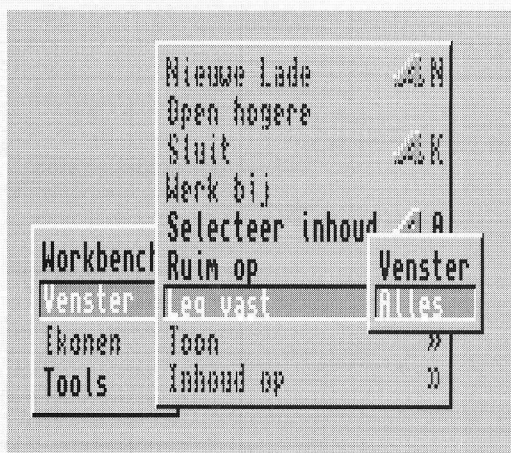 Nieuwe Lade N
Open hogere
Sluit K
Werk bij
Selecteer inhoud A
Ruim op
Leg vast
Toon »
Inhoud op »
Workbench
Venster
Ikonen
Tools
Venster
Alles